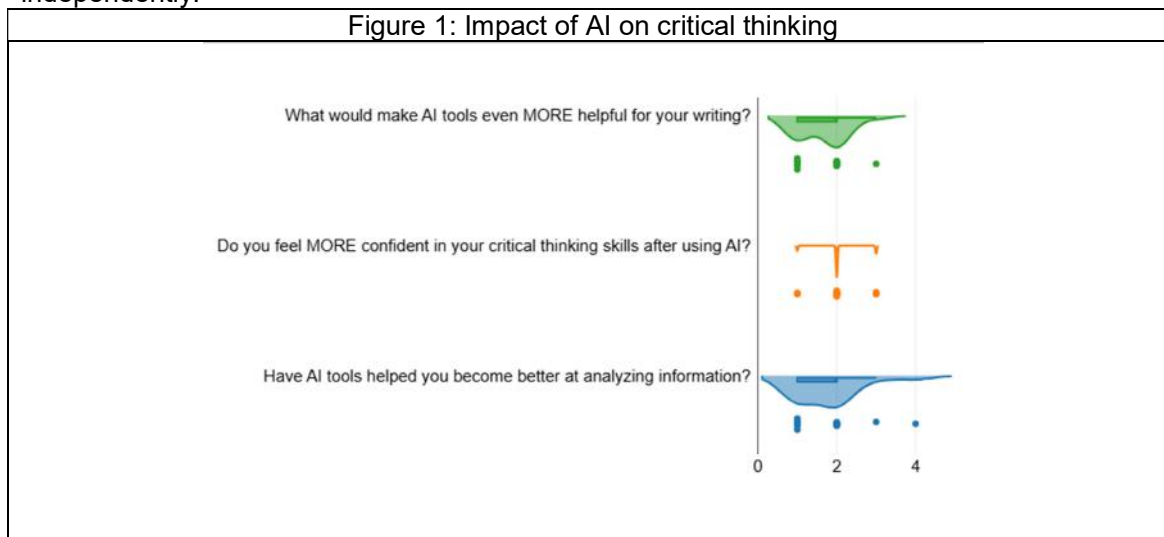 independently.
Figure 1: Impact of AI on critical thinking
What would make AI tools even MORE helpful for your writing?
Do you feel MORE confident in your critical thinking skills after using AI?
Have AI tools helped you become better at analyzing information?
0 2 4